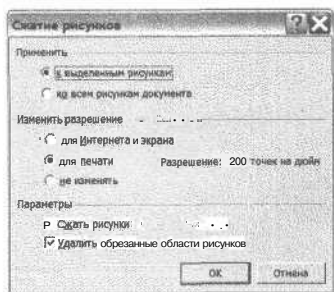 Сжатие рисунков
Применить
к выделенным рисункам
ко всем рисункам документа
Изменить разрешение
для Интернета и экрана
для печати Разрешение: 200 точек на дюйм
не изменять
Параметры
Р Сжать рисунки
Удалить обрезанные области рисунков
ОК Отмена